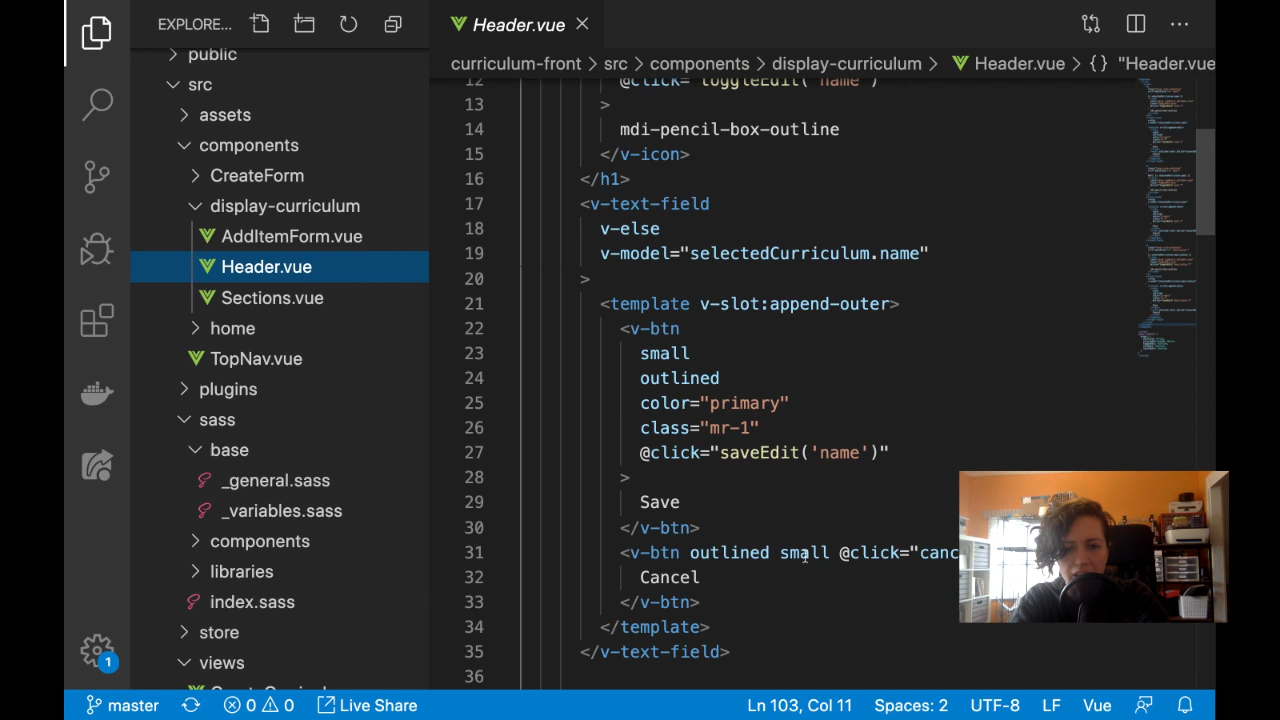 EXPLORE...
public
src
assets
components
CreateForm
display-curriculum
AddItemForm.vue
Header.vue
Sections.vue
home
TopNav.vue
plugins
sass
base
_general.sass
_variables.sass
components
libraries
index.sass
store
views
1
master
0 0
Live Share
Header.vue
curriculum-front > src > components > display-curriculum > Header.vue > {} "Header.vue
12 @click="toggleEdit('name')"
13 >
14 mdi-pencil-box-outline
15 </v-icon>
16 </h1>
17 <v-text-field
18 v-else
19 v-model="selectedCurriculum.name"
20 >
21 <template v-slot:append-outer>
22 <v-btn
23 small
24 outlined
25 color="primary"
26 class="mr-1"
27 @click="saveEdit('name')"
28 >
29 Save
30 </v-btn>
31 <v-btn outlined small @click="canc
32 Cancel
33 </v-btn>
34 </template>
35 </v-text-field>
36
Ln 103, Col 11 Spaces: 2 UTF-8 LF Vue